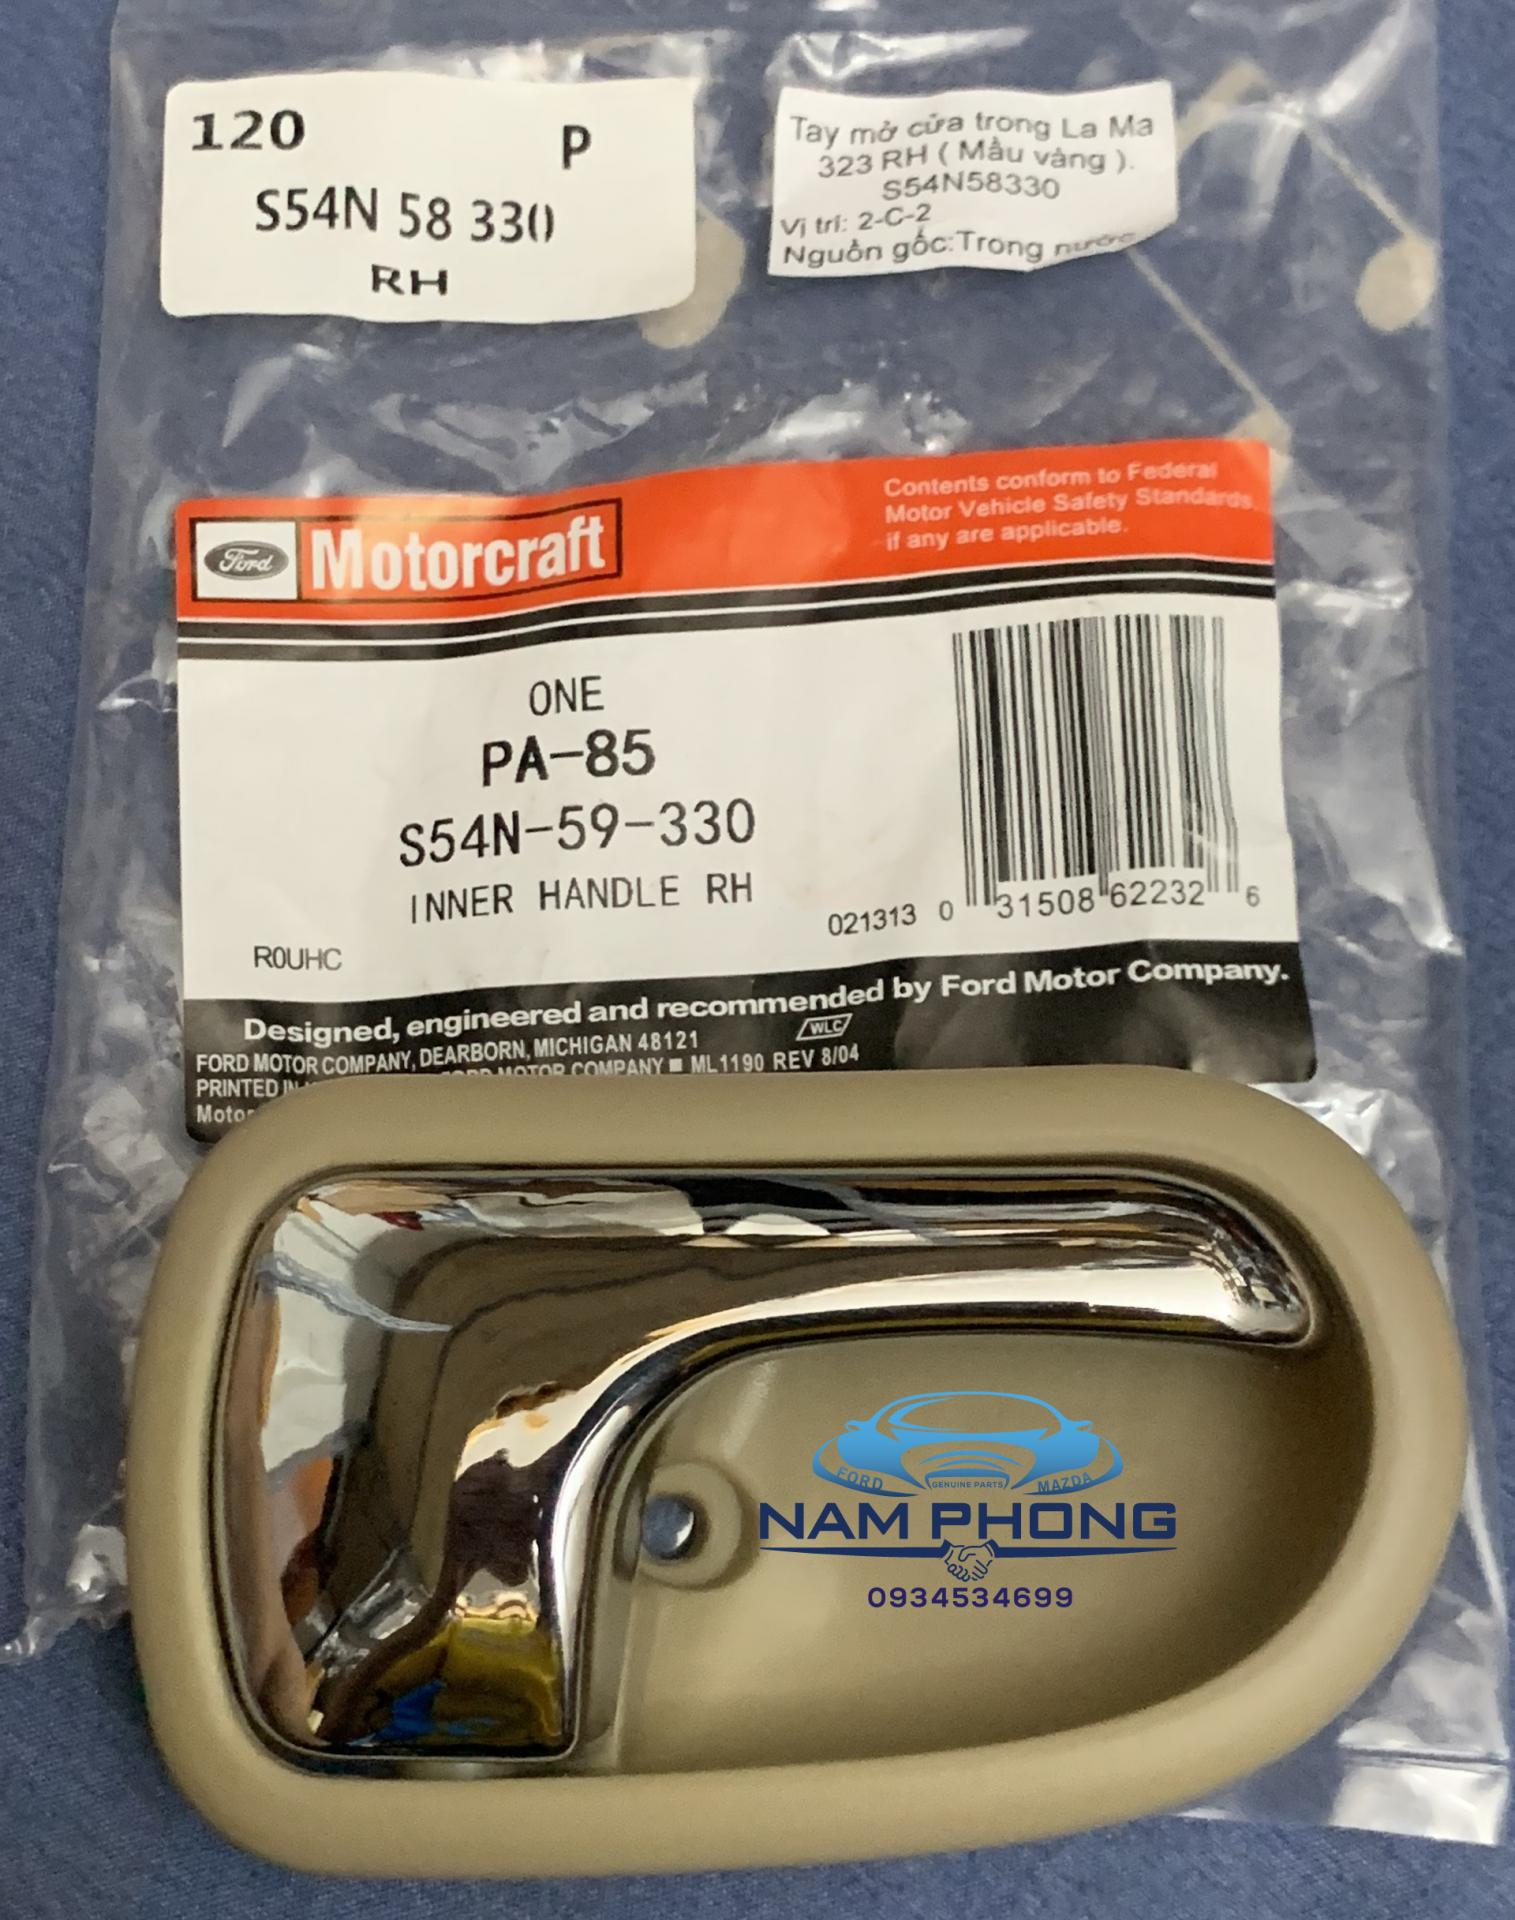 120
P
S54N 58 330
RH
Tay mở cửa trong La Ma
323 RH ( Mầu vàng ).
S54N58330
Vị trí: 2-C-2
Nguồn gốc:Trong nước
Ford
Motorcraft
Contents conform to Federal
Motor Vehicle Safety Standards,
if any are applicable.
ONE
PA-85
S54N-59-330
INNER HANDLE RH
R0UHC
021313 0 31508 62232 6
Designed, engineered and recommended by Ford Motor Company.
WLC
FORD MOTOR COMPANY, DEARBORN, MICHIGAN 48121
PRINTED IN FORD MOTOR COMPANY ■ ML1190 REV 8/04
FORD
GENUINE PARTS
MAZDA
NAM PHONG
0934534699